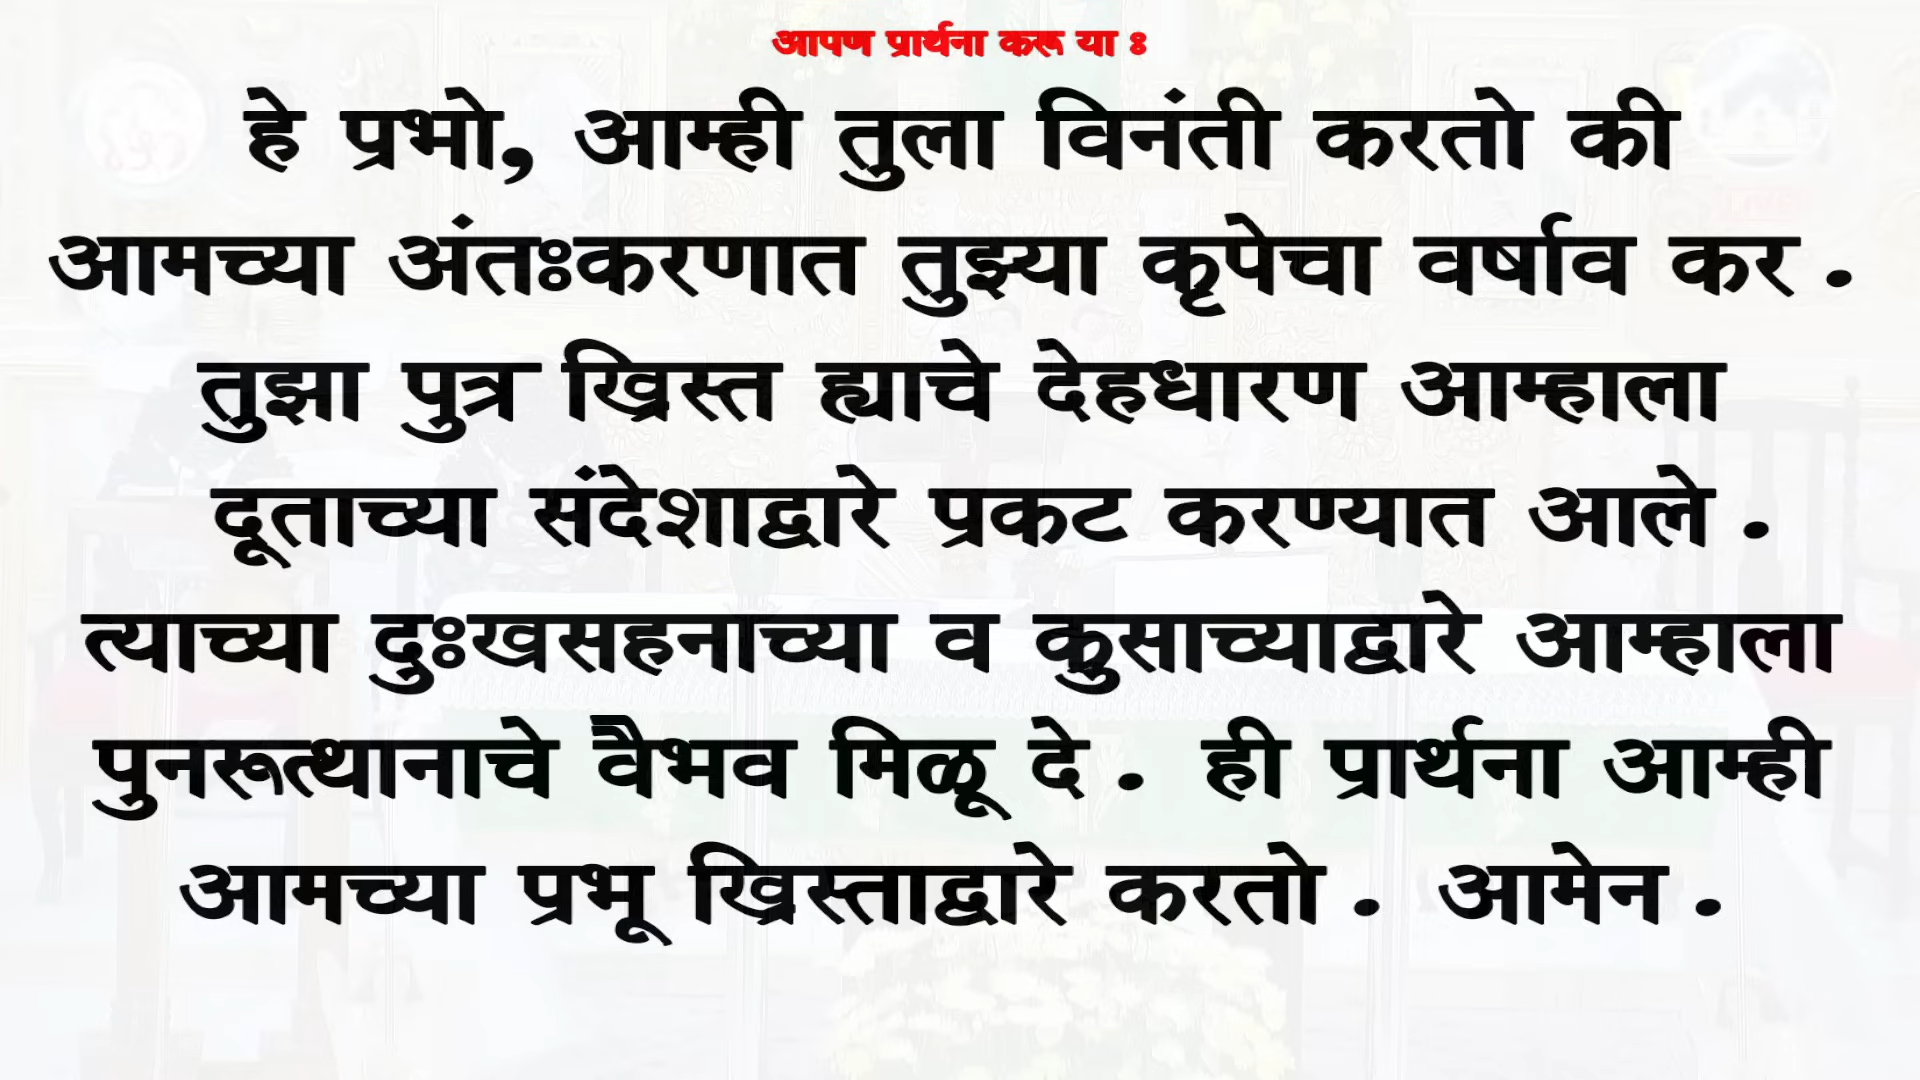 आपण प्रार्थना करू या ः
हे प्रभो, आम्ही तुला विनंती करतो की
आमच्या अंतःकरणात तुझ्या कृपेचा वर्षाव कर .
तुझा पुत्र ख्रिस्त ह्याचे देहधारण आम्हाला
दूताच्या संदेशाद्वारे प्रकट करण्यात आले .
त्याच्या दुःखसहनाच्या व क्रुसाच्याद्वारे आम्हाला
पुनरूत्थानाचे वैभव मिळू दे . ही प्रार्थना आम्ही
आमच्या प्रभू ख्रिस्ताद्वारे करतो . आमेन .